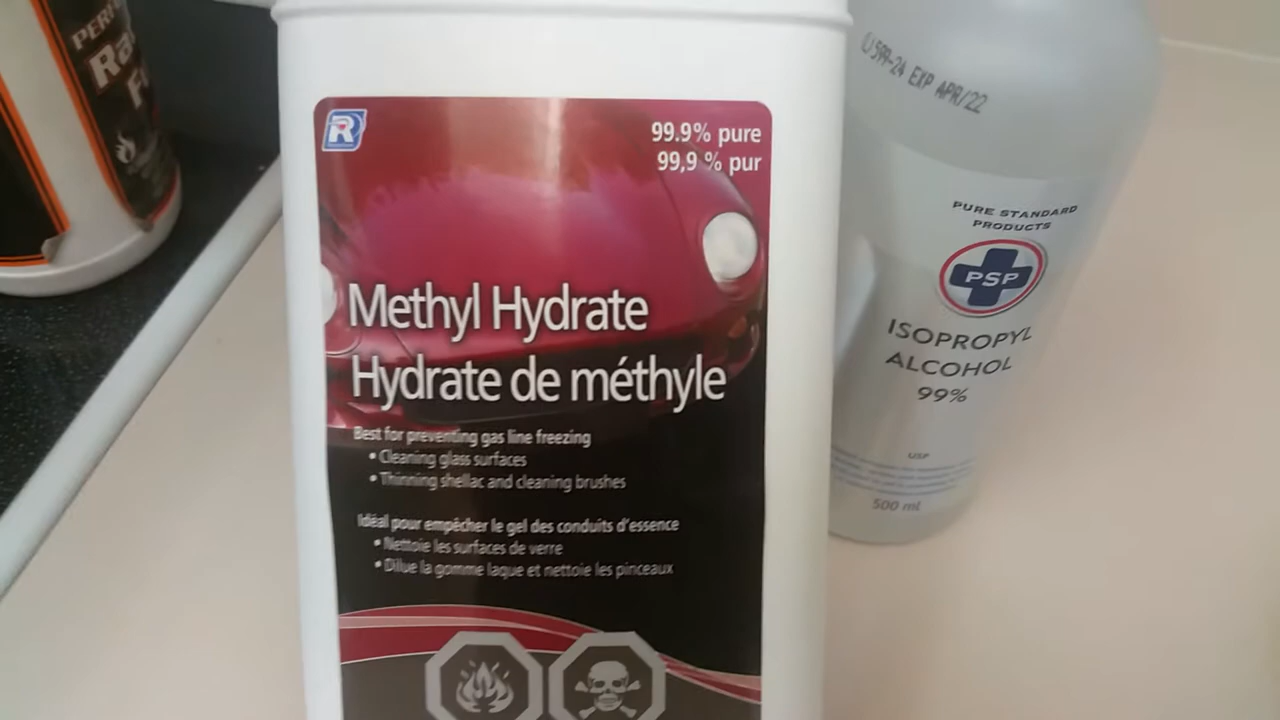 PERF
Ra
F
R
99.9% pure
99,9 % pur
Methyl Hydrate
Hydrate de méthyle
Best for preventing gas line freezing
• Cleaning glass surfaces
• Thinning shellac and cleaning brushes
Idéal pour empêcher le gel des conduits d'essence
• Nettoie les surfaces de verre
• Dilue la gomme laque et nettoie les pinceaux
EXP APR/22
PURE STANDARD
PRODUCTS
PSP
ISOPROPYL
ALCOHOL
99%
USP
500 ml